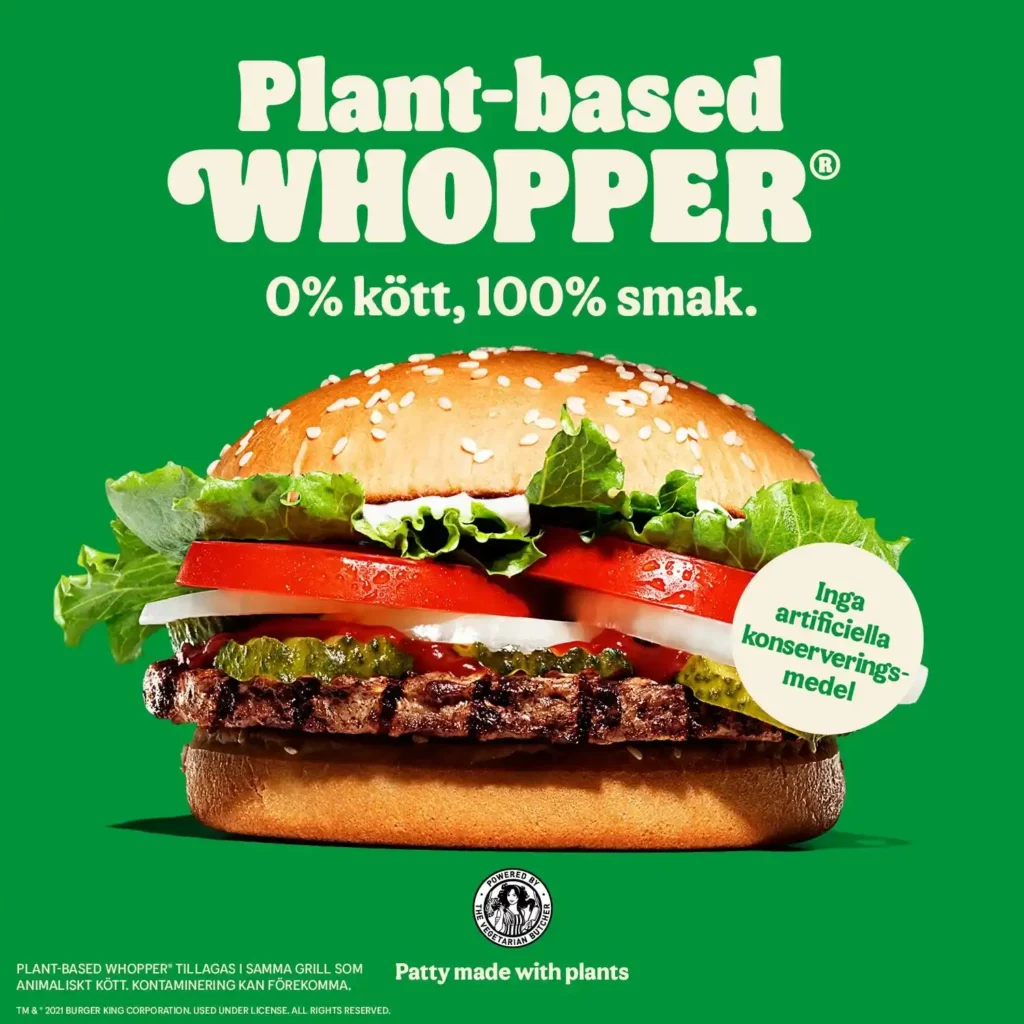 Plant-based
WHOPPER®
0% kött, 100% smak.
Inga
artificiella
konserverings-
medel
POWERED BY
THE VEGETARIAN BUTCHER
Patty made with plants
PLANT-BASED WHOPPER® TILLAGAS I SAMMA GRILL SOM
ANIMALISKT KÖTT. KONTAMINERING KAN FÖREKOMMA.
TM & ® 2021 BURGER KING CORPORATION. USED UNDER LICENSE. ALL RIGHTS RESERVED.